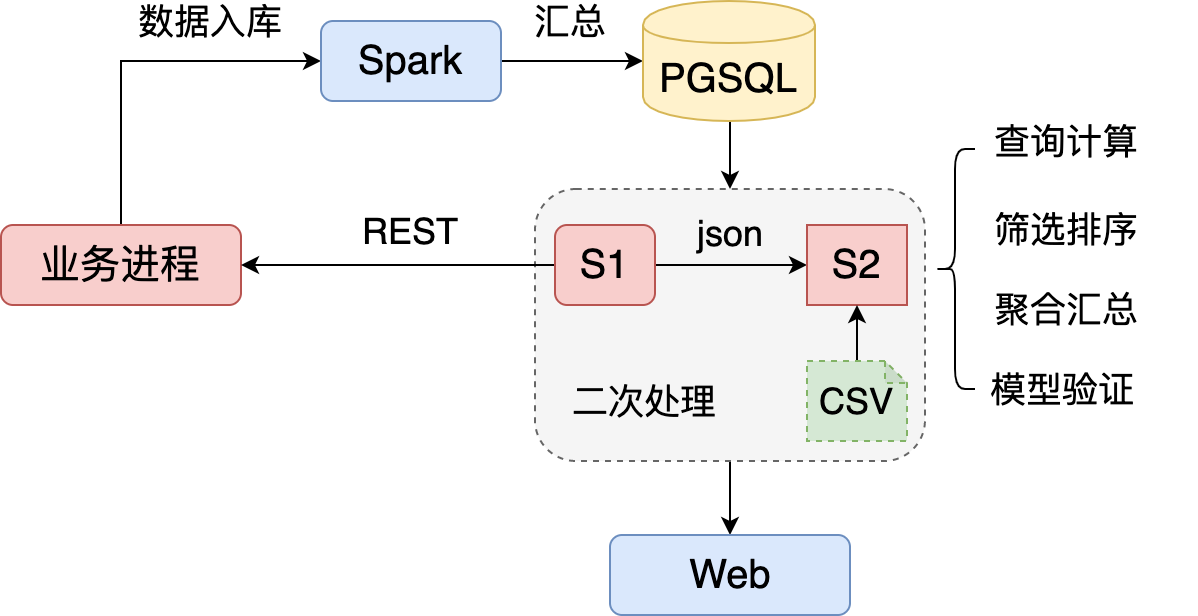 数据入库
汇总
Spark
PGSQL
查询计算
REST
json
筛选排序
业务进程
S1
S2
聚合汇总
二次处理
CSV
模型验证
Web